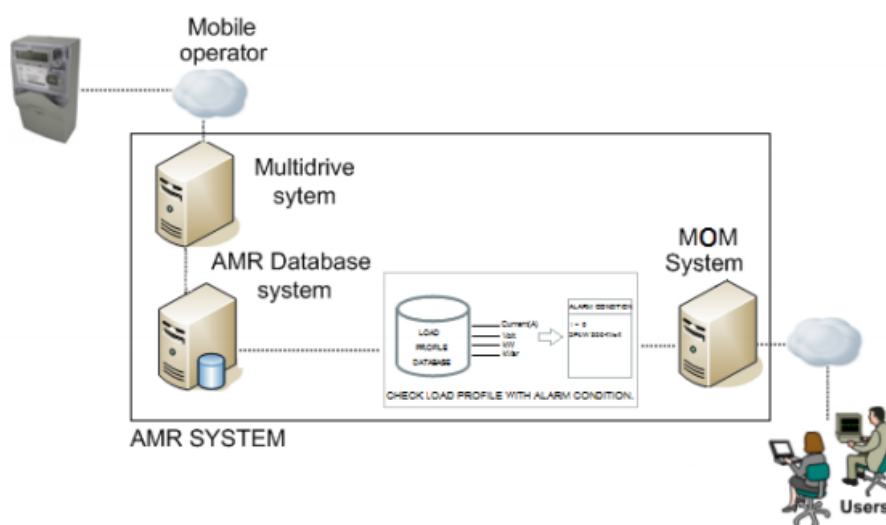 Mobile
operator
Multidrive
sytem
AMR Database
system
MOM
System
LOAD
PROFILE
DATABASE
Current(A)
Volt
kW
kVar
ALARM CONDITION
CHECK LOAD PROFILE WITH ALARM CONDITION.
AMR SYSTEM
Users